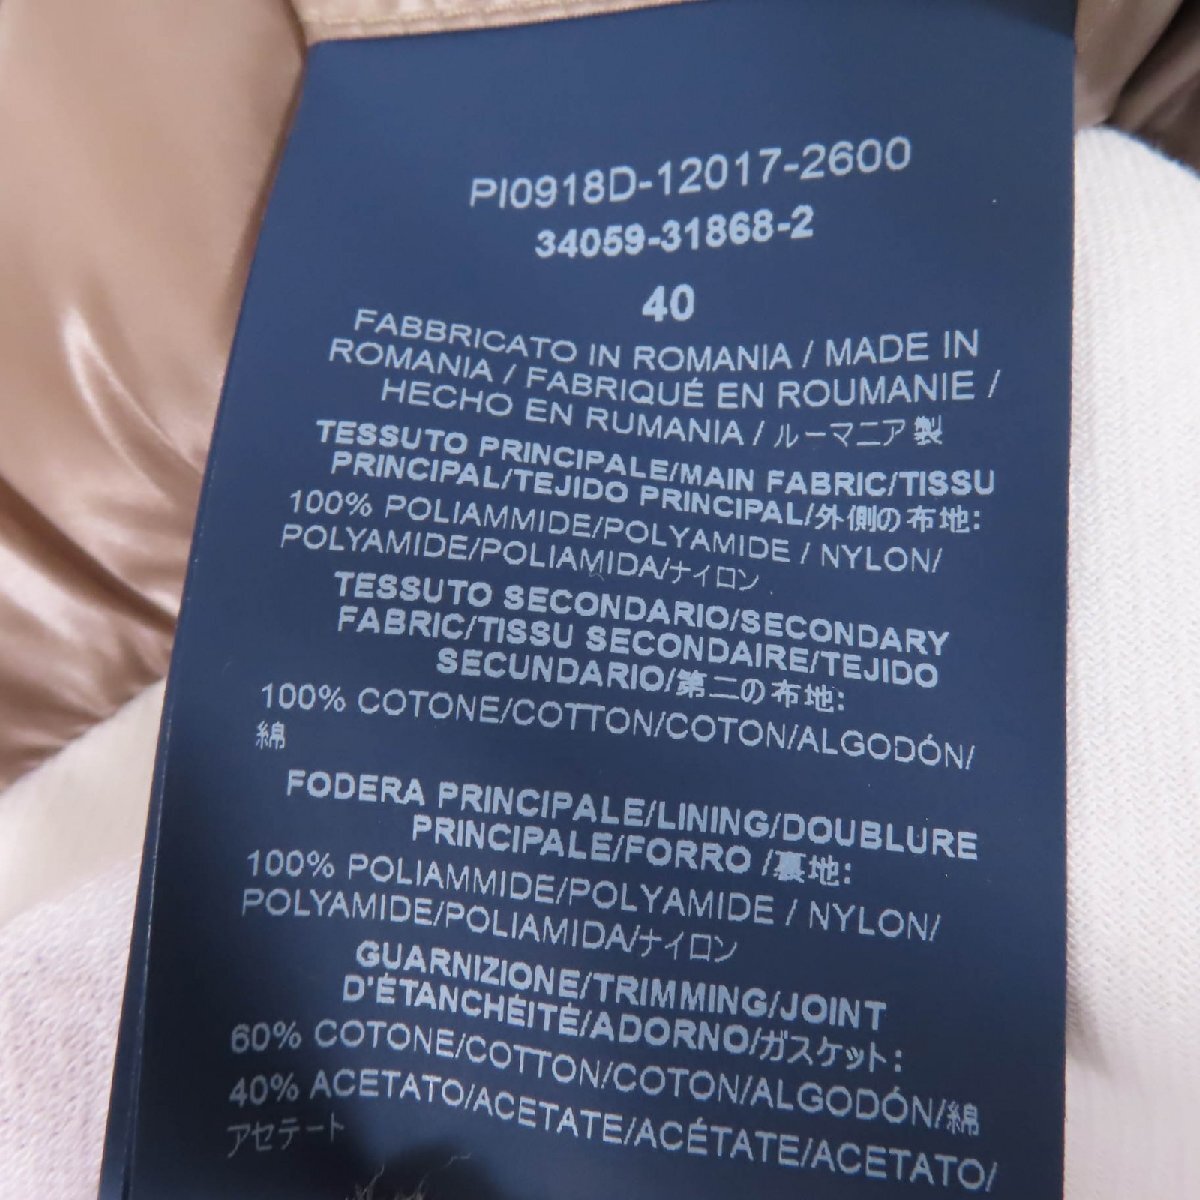 PI0918D-12017-2600
34059-31868-2
40
FABBRICATO IN ROMANIA / MADE IN
ROMANIA / FABRIQUÉ EN ROUMANIE /
HECHO EN RUMANIA / ルーマニア製
TESSUTO PRINCIPALE/MAIN FABRIC/TISSU
PRINCIPAL/TEJIDO PRINCIPAL/外側の布地:
100% POLIAMMIDE/POLYAMIDE / NYLON/
POLYAMIDE/POLIAMIDA/ナイロン
TESSUTO SECONDARIO/SECONDARY
FABRIC/TISSU SECONDAIRE/TEJIDO
SECUNDARIO/第二の布地:
100% COTONE/COTTON/COTON/ALGODÓN/
綿
FODERA PRINCIPALE/LINING/DOUBLURE
PRINCIPALE/FORRO /裏地:
100% POLIAMMIDE/POLYAMIDE / NYLON/
POLYAMIDE/POLIAMIDA/ナイロン
GUARNIZIONE/TRIMMING/JOINT
D'ÉTANCHÉITÉ/ADORNO/ガスケット:
60% COTONE/COTTON/COTON/ALGODÓN/綿
40% ACETATO/ACETATE/ACÉTATE/ACETATO/
アセテート